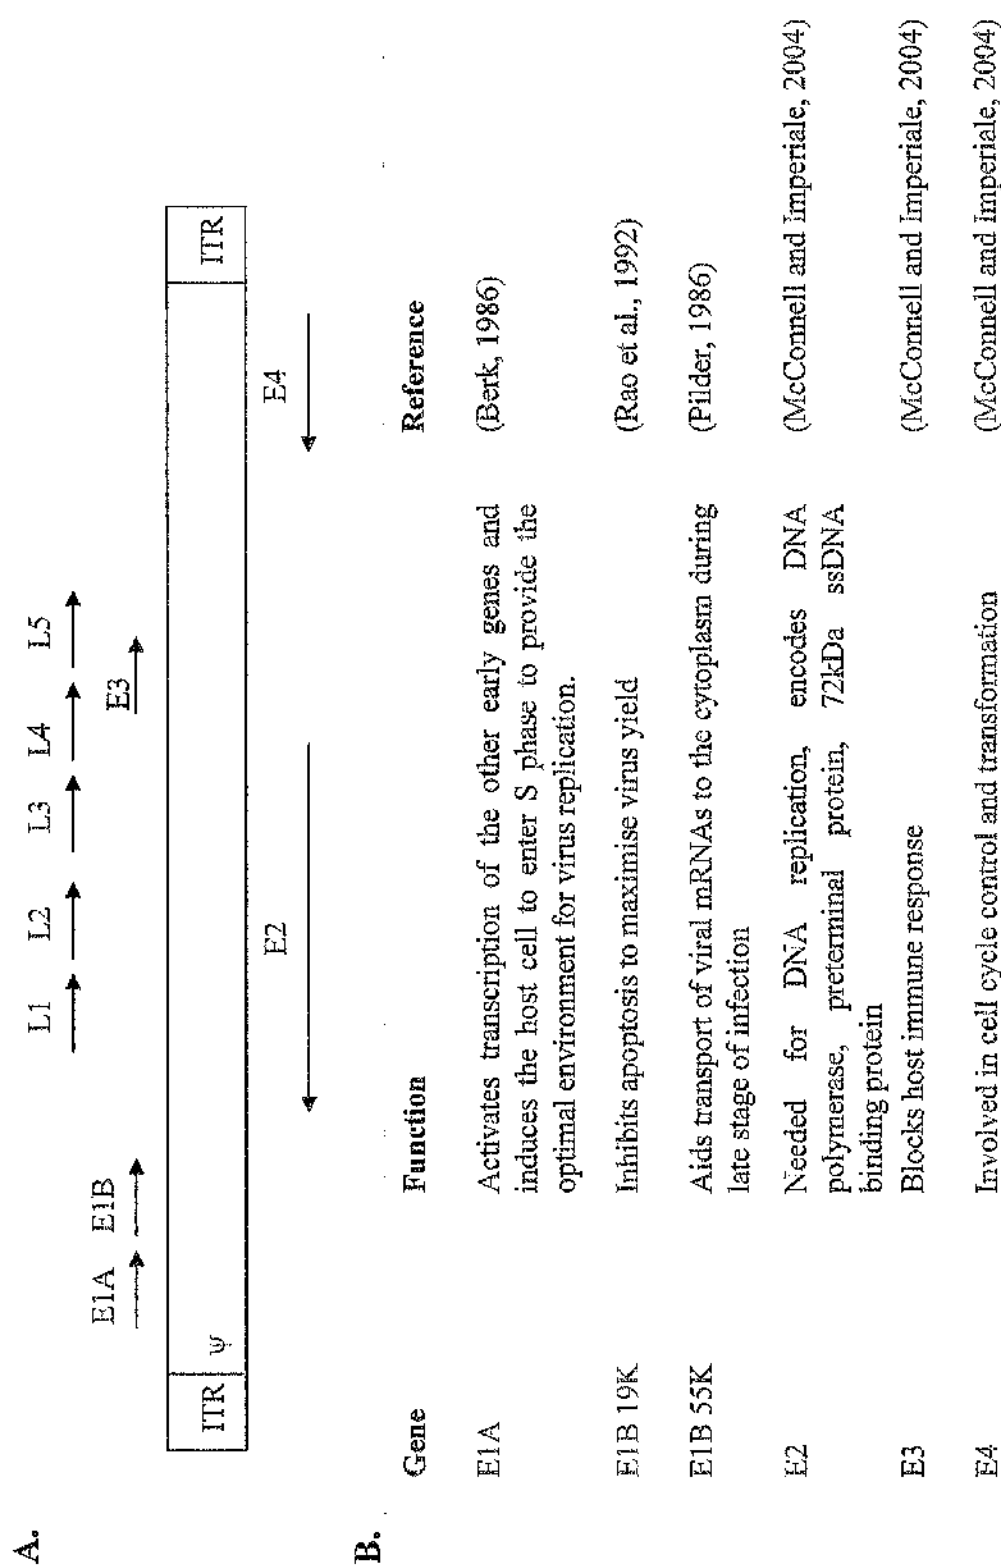 A.
L1 L2 L3 L4 L5
E1A E1B E3
ITR ψ ITR
E2 E4
B.
Gene Function Reference
E1A Activates transcription of the other early genes and (Berk, 1986)
induces the host cell to enter S phase to provide the
optimal environment for virus replication.
E1B 19K Inhibits apoptosis to maximise virus yield (Rao et al., 1992)
E1B 55K Aids transport of viral mRNAs to the cytoplasm during (Pilder, 1986)
late stage of infection
E2 Needed for DNA replication, encodes DNA (McConnell and Imperiale, 2004)
polymerase, preterminal protein, 72kDa ssDNA
binding protein
E3 Blocks host immune response (McConnell and Imperiale, 2004)
E4 Involved in cell cycle control and transformation (McConnell and Imperiale, 2004)